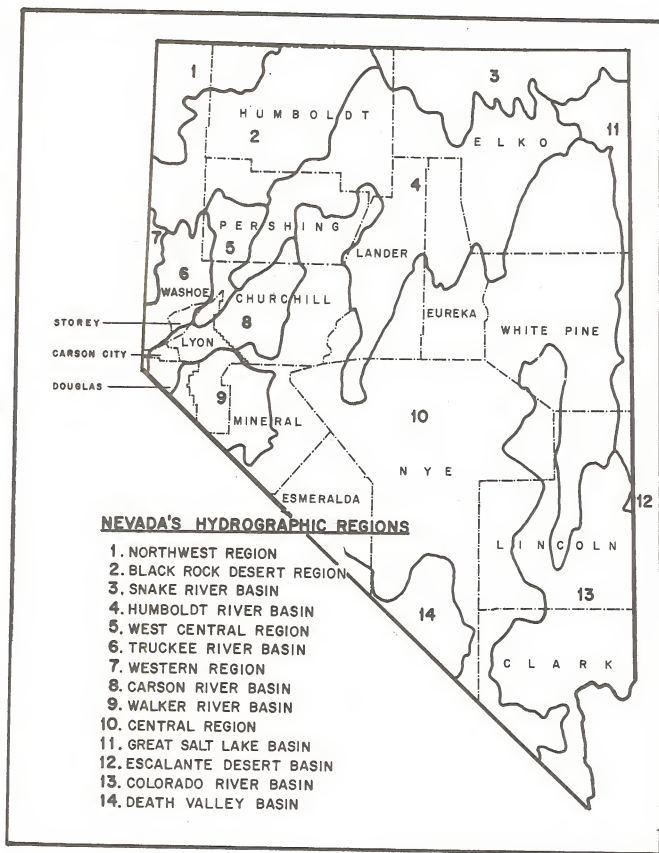 1
3
HUMBOLDT
2
ELKO
11
4
PERSHING
7
5
LANDER
6
WASHOE
CHURCHILL
8
EUREKA
STOREY
WHITE PINE
LYON
CARSON CITY
DOUGLAS
9
MINERAL
10
NYE
ESMERALDA
12
NEVADA'S HYDROGRAPHIC REGIONS
LINCOLN
1. NORTHWEST REGION
2. BLACK ROCK DESERT REGION
3. SNAKE RIVER BASIN
13
4. HUMBOLDT RIVER BASIN
14
5. WEST CENTRAL REGION
6. TRUCKEE RIVER BASIN
CLARK
7. WESTERN REGION
8. CARSON RIVER BASIN
9. WALKER RIVER BASIN
10. CENTRAL REGION
11. GREAT SALT LAKE BASIN
12. ESCALANTE DESERT BASIN
13. COLORADO RIVER BASIN
14. DEATH VALLEY BASIN